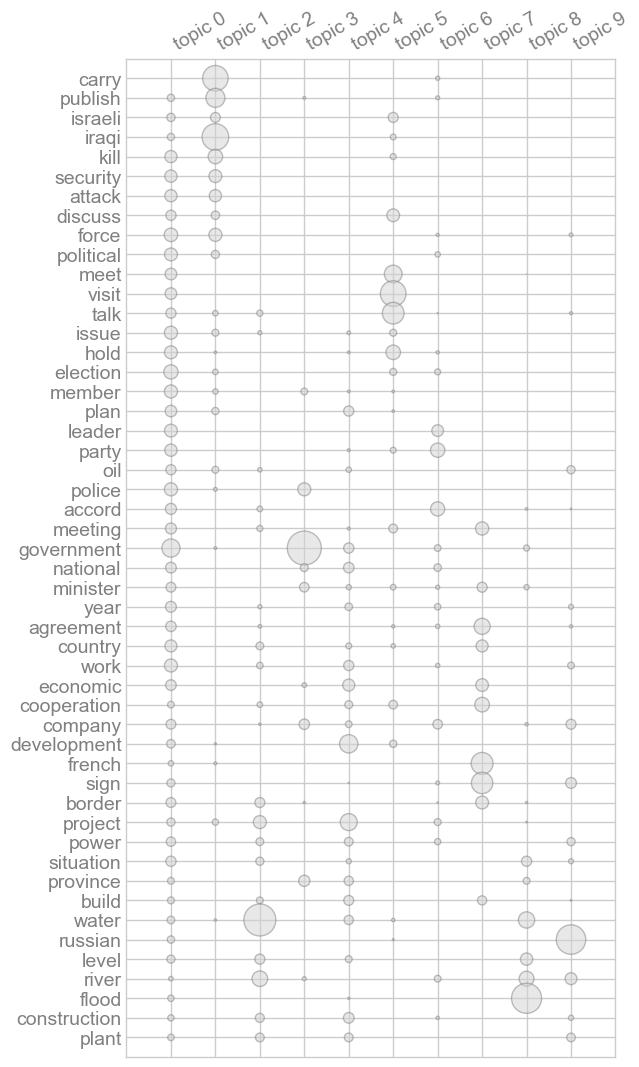 topic 0 topic 1 topic 2 topic 3 topic 4 topic 5 topic 6 topic 7 topic 8 topic 9
carry
publish
israeli
iraqi
kill
security
attack
discuss
force
political
meet
visit
talk
issue
hold
election
member
plan
leader
party
oil
police
accord
meeting
government
national
minister
year
agreement
country
work
economic
cooperation
company
development
french
sign
border
project
power
situation
province
build
water
russian
level
river
flood
construction
plant